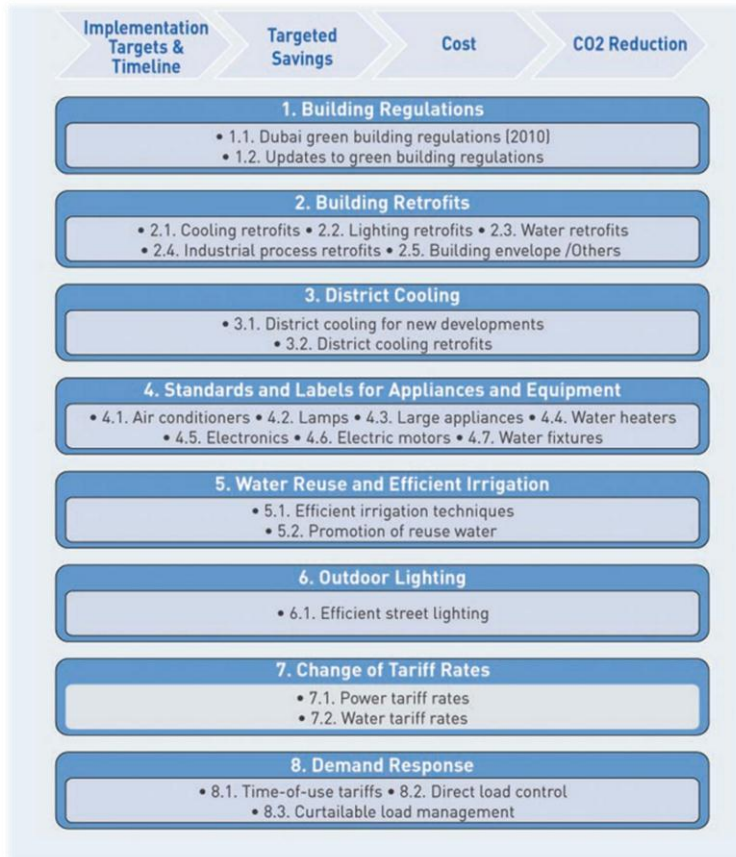 Implementation
Targets &
Timeline
Targeted
Savings
Cost
CO2 Reduction
1. Building Regulations
• 1.1. Dubai green building regulations (2010)
• 1.2. Updates to green building regulations
2. Building Retrofits
• 2.1. Cooling retrofits • 2.2. Lighting retrofits • 2.3. Water retrofits
• 2.4. Industrial process retrofits • 2.5. Building envelope /Others
3. District Cooling
• 3.1. District cooling for new developments
• 3.2. District cooling retrofits
4. Standards and Labels for Appliances and Equipment
• 4.1. Air conditioners • 4.2. Lamps • 4.3. Large appliances • 4.4. Water heaters
• 4.5. Electronics • 4.6. Electric motors • 4.7. Water fixtures
5. Water Reuse and Efficient Irrigation
• 5.1. Efficient irrigation techniques
• 5.2. Promotion of reuse water
6. Outdoor Lighting
• 6.1. Efficient street lighting
7. Change of Tariff Rates
• 7.1. Power tariff rates
• 7.2. Water tariff rates
8. Demand Response
• 8.1. Time-of-use tariffs • 8.2. Direct load control
• 8.3. Curtailable load management